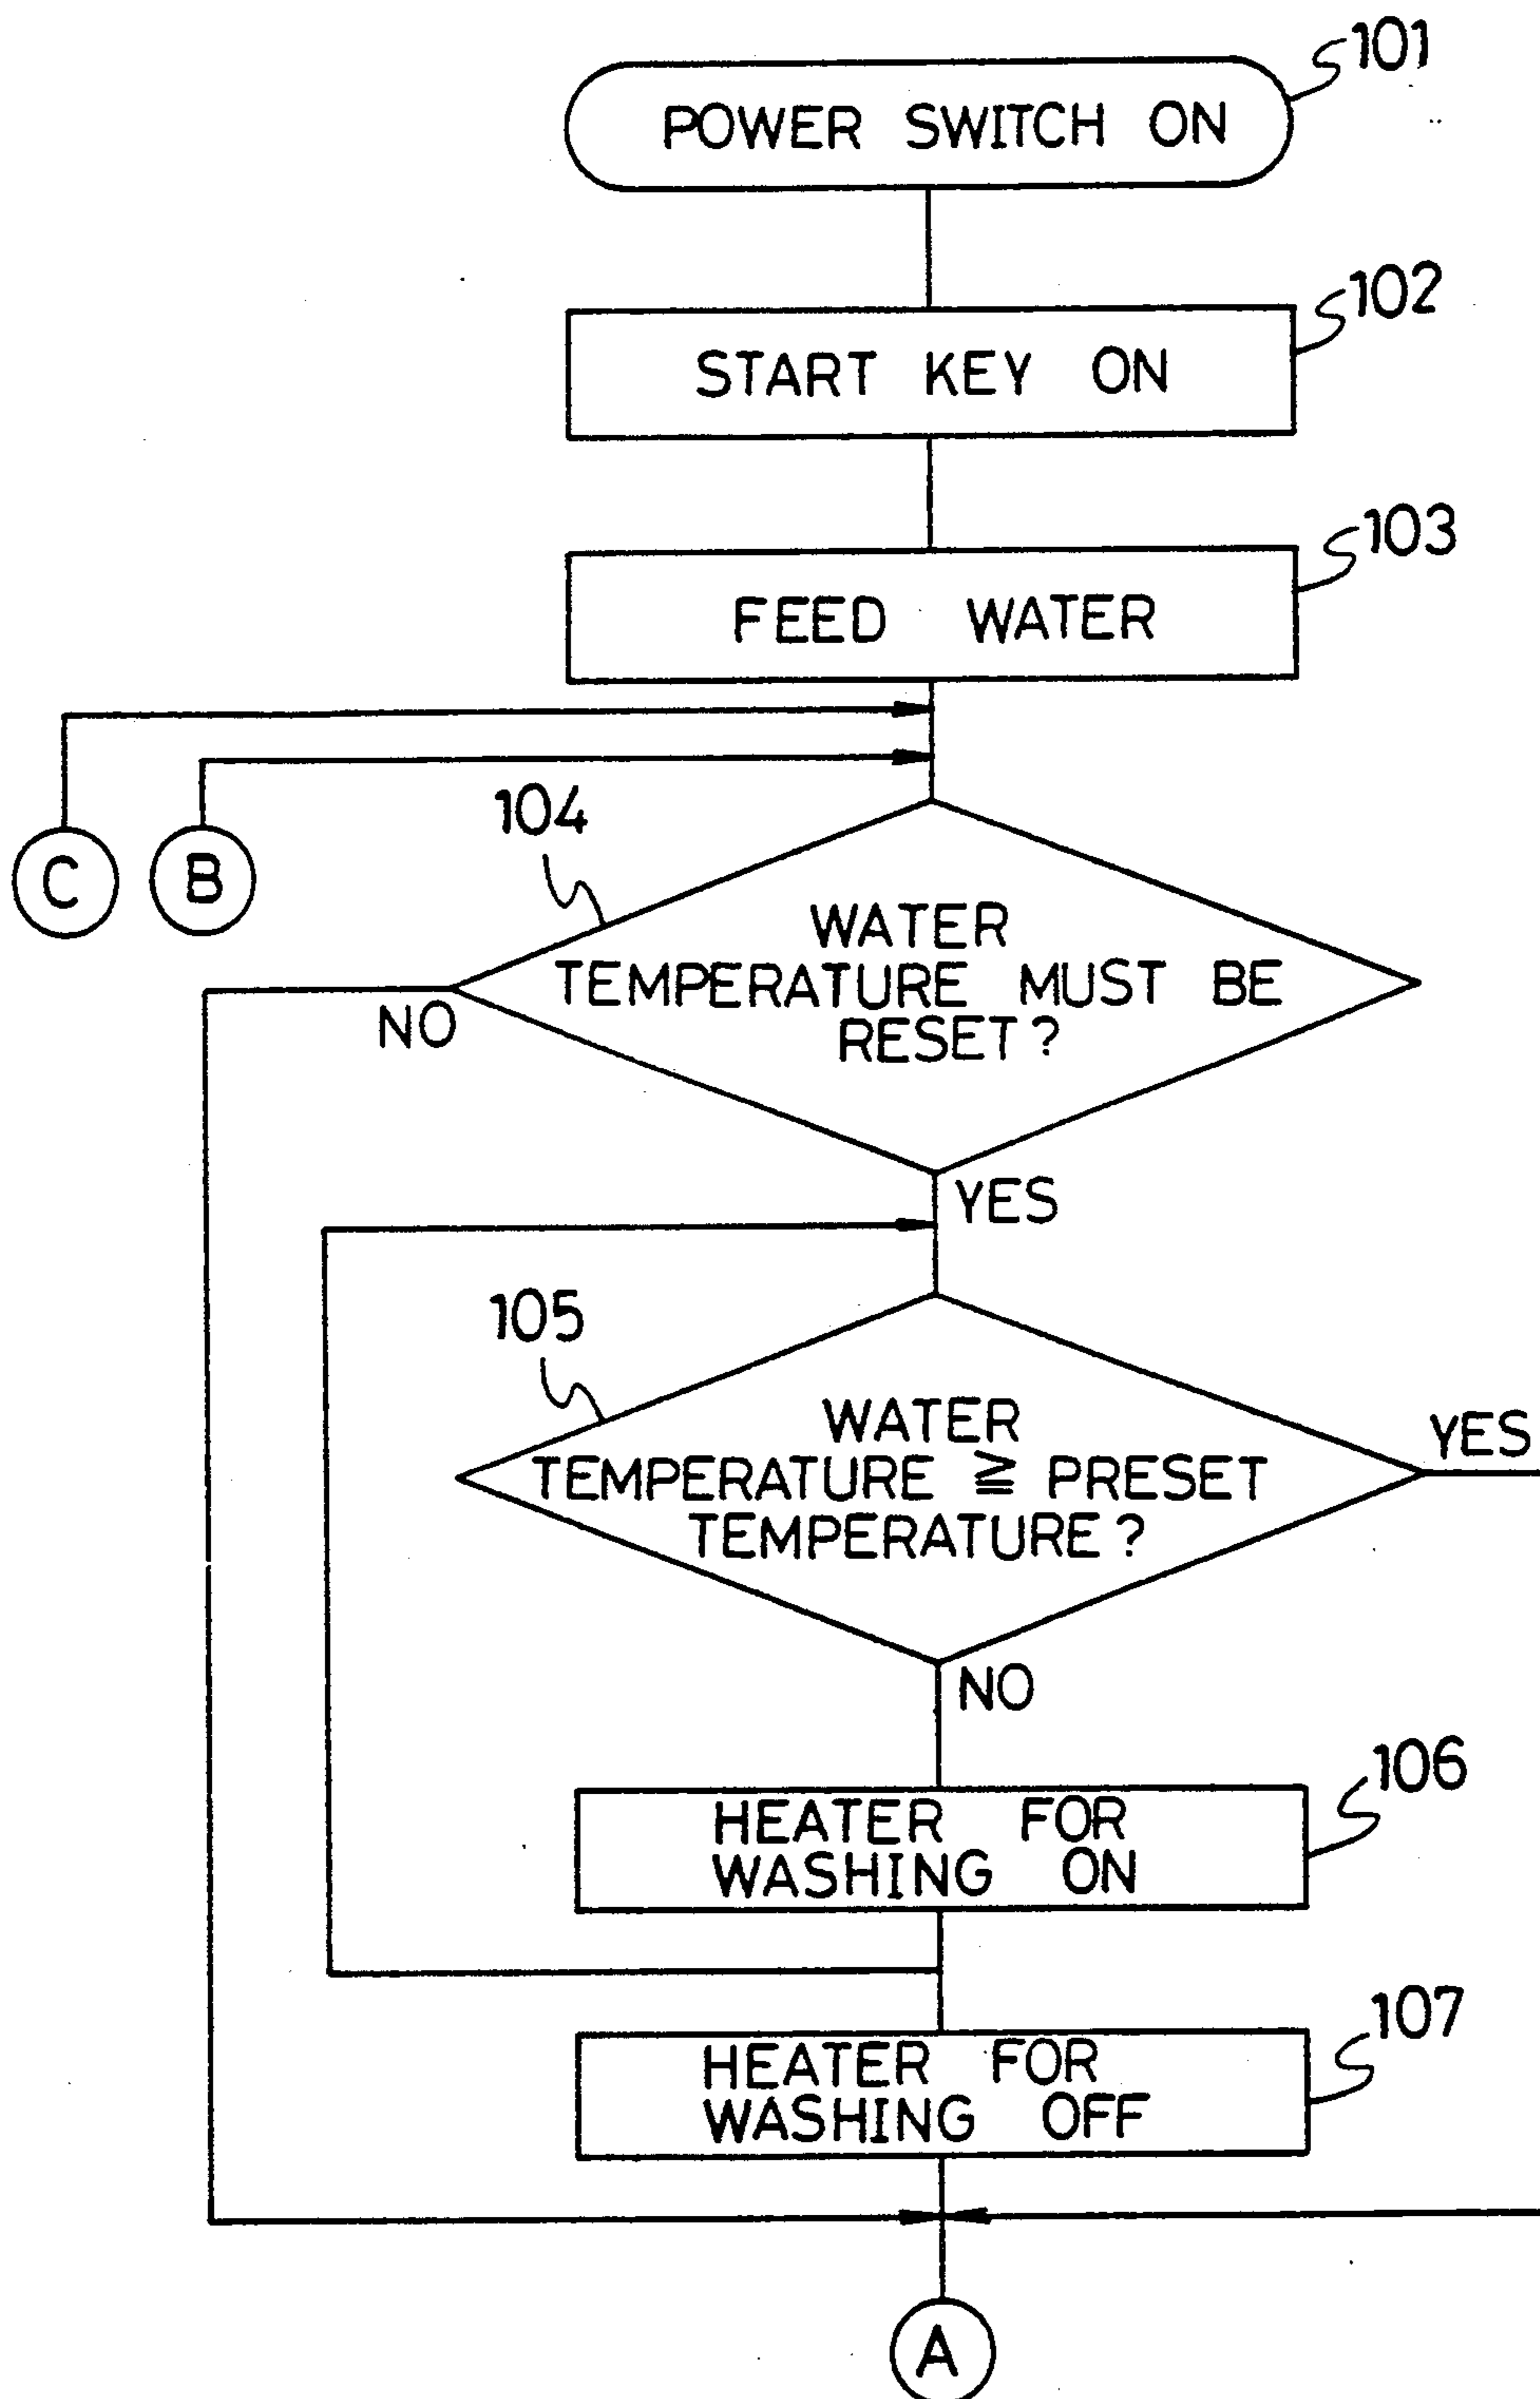 101
POWER SWITCH ON
102
START KEY ON
103
FEED WATER
C
B
104
WATER
TEMPERATURE MUST BE
RESET?
NO
YES
105
WATER
TEMPERATURE ≧ PRESET
TEMPERATURE?
YES
NO
106
HEATER FOR
WASHING ON
107
HEATER FOR
WASHING OFF
A